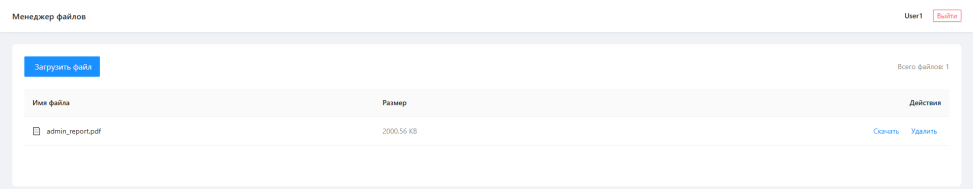 Менеджер файлов User1 Выйти
Загрузить файл Всего файлов: 1
Имя файла Размер Действия
admin_report.pdf 2000.56 KB Скачать Удалить